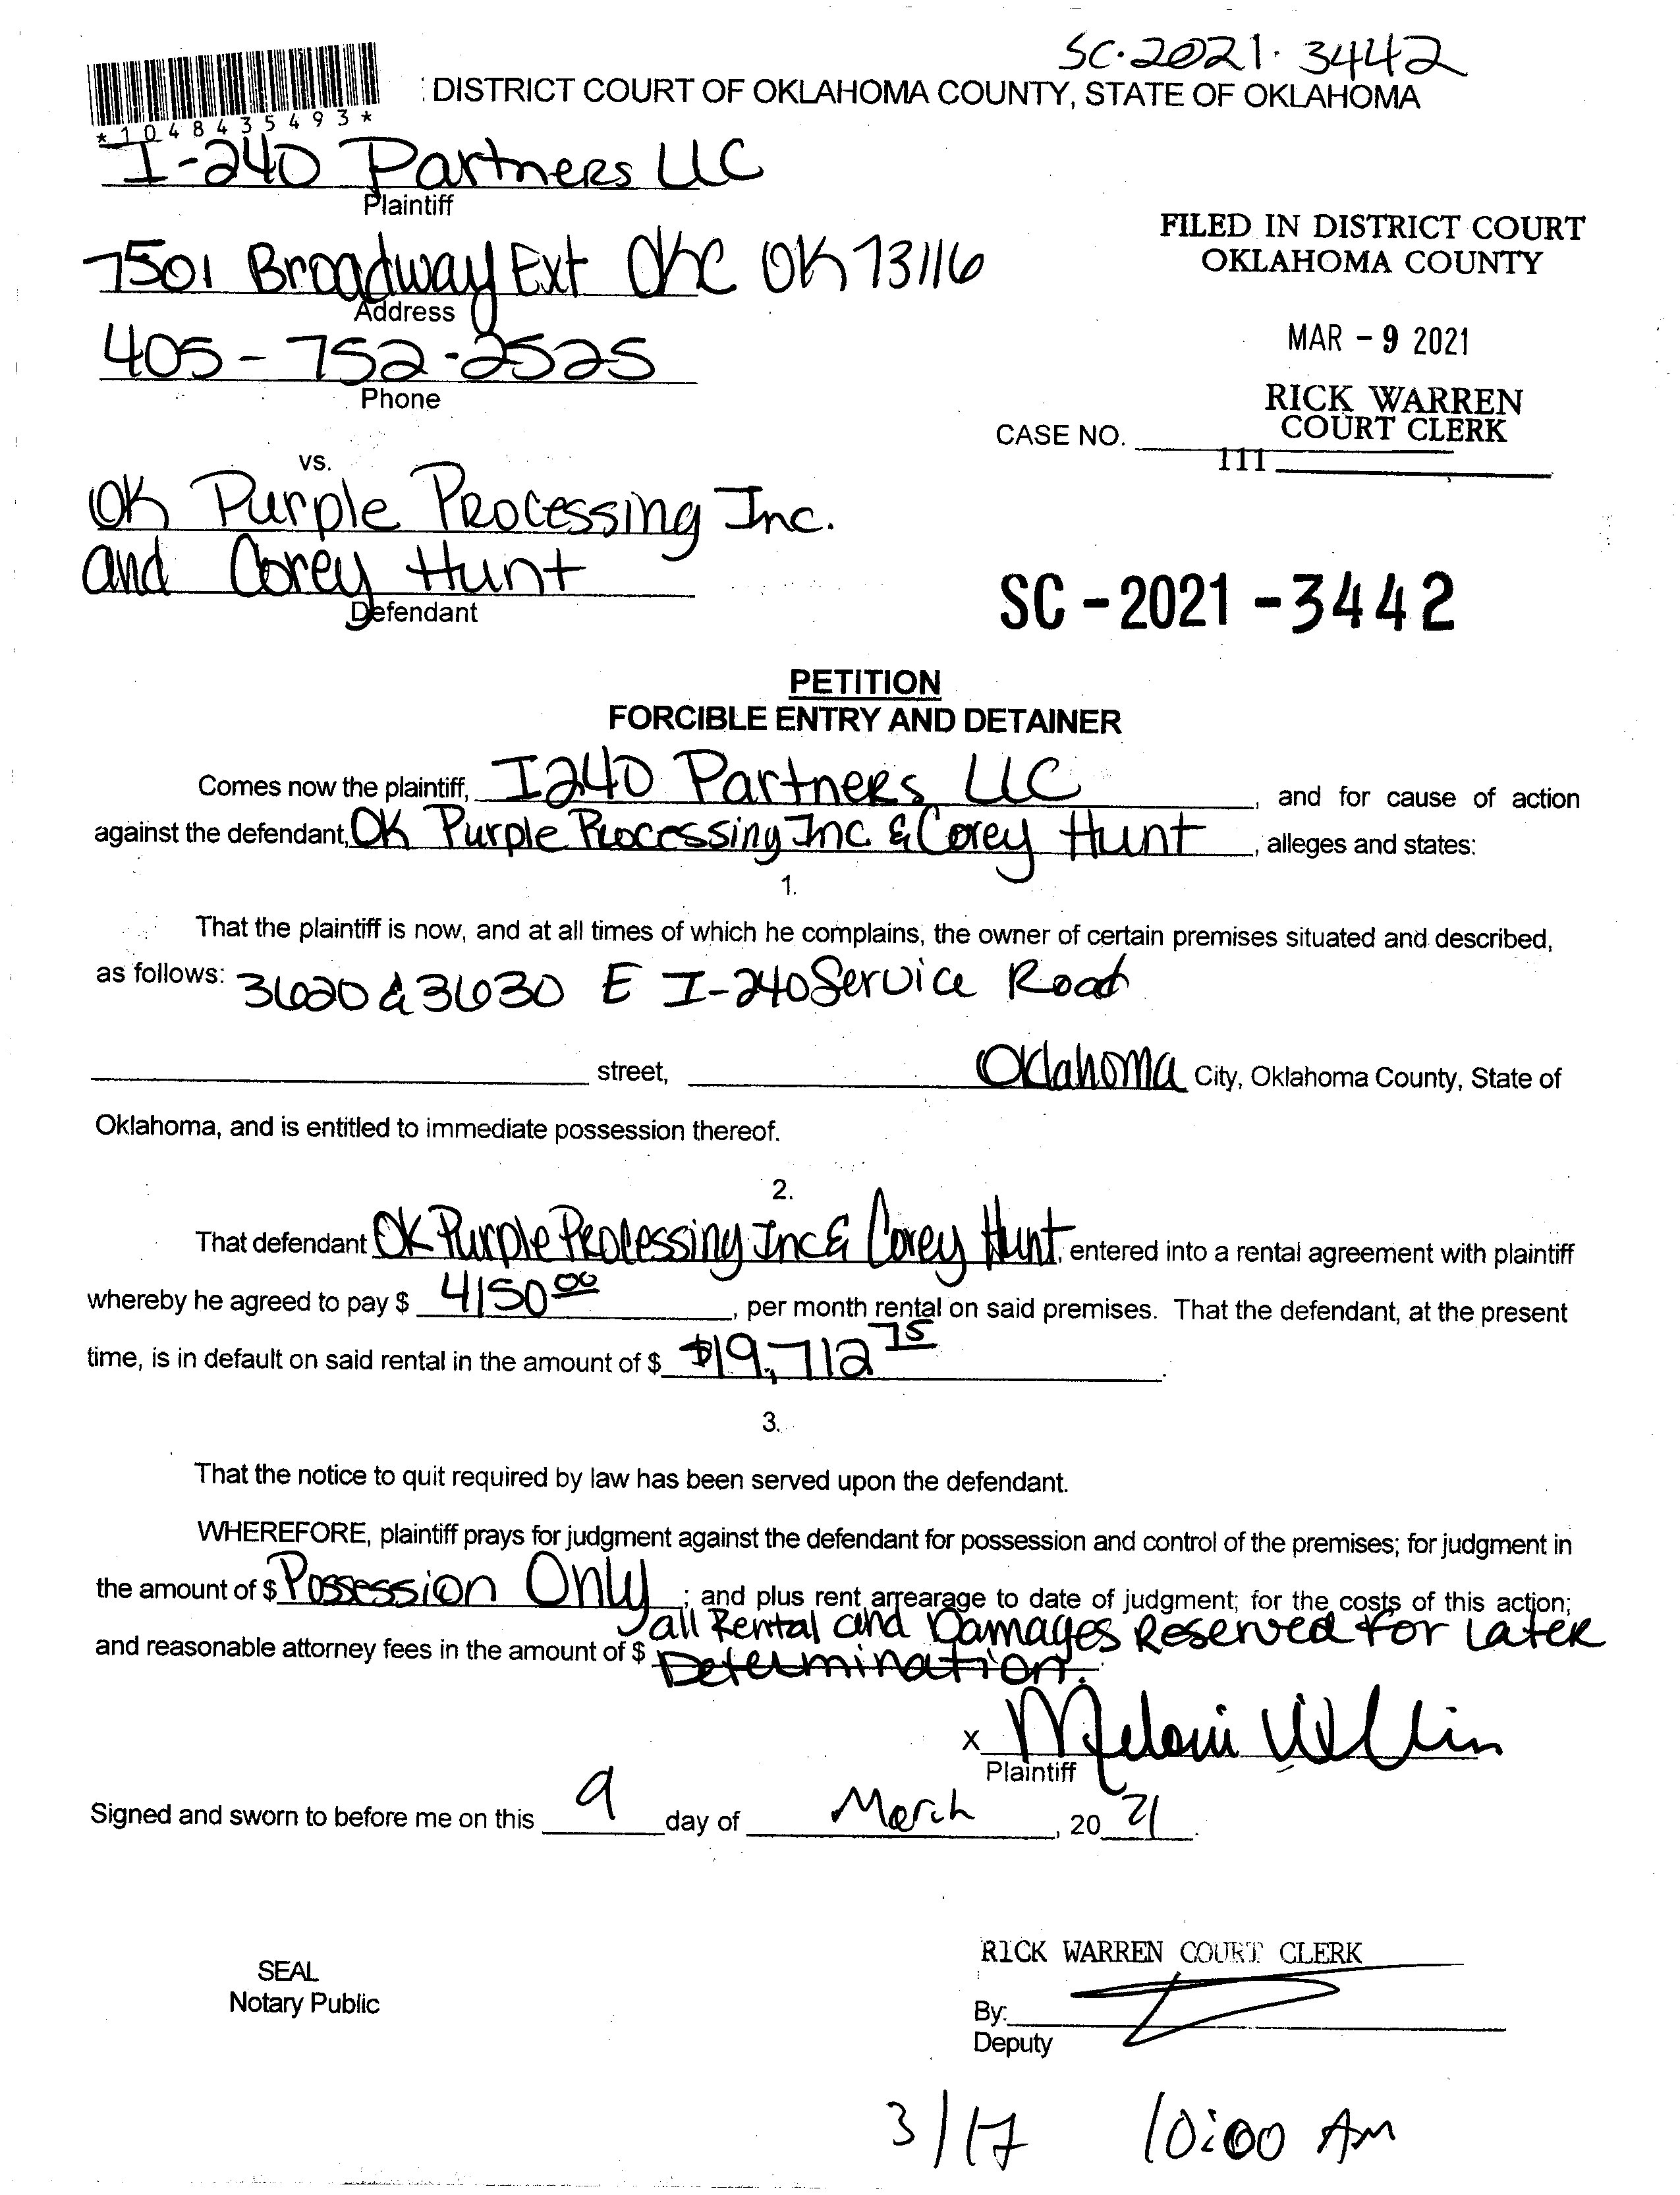 SC-2021-3442
: DISTRICT COURT OF OKLAHOMA COUNTY, STATE OF OKLAHOMA
*1048435493*
I-240 Partners LLC
Plaintiff
7501 Broadway Ext OKC OK 73116
Address
405-752-2525
Phone
FILED IN DISTRICT COURT
OKLAHOMA COUNTY
MAR - 9 2021
RICK WARREN
COURT CLERK
CASE NO.
111
vs.
OK Purple Processing Inc.
and Corey Hunt
Defendant
SC - 2021 - 3442
PETITION
FORCIBLE ENTRY AND DETAINER
Comes now the plaintiff, I240 Partners LLC, and for cause of action
against the defendant, OK Purple Processing Inc & Corey Hunt, alleges and states:
1.
That the plaintiff is now, and at all times of which he complains, the owner of certain premises situated and described,
as follows: 3620 & 3630 E I-240 Service Road
street, Oklahoma City, Oklahoma County, State of
Oklahoma, and is entitled to immediate possession thereof.
2.
That defendant OK Purple Processing Inc & Corey Hunt, entered into a rental agreement with plaintiff
whereby he agreed to pay $ 4150 00, per month rental on said premises. That the defendant, at the present
time, is in default on said rental in the amount of $ $19,712 75.
3.
That the notice to quit required by law has been served upon the defendant.
WHEREFORE, plaintiff prays for judgment against the defendant for possession and control of the premises; for judgment in
the amount of $ Possession Only; and plus rent arrearage to date of judgment; for the costs of this action;
all Rental and Damages Reserved for Later
and reasonable attorney fees in the amount of $ Determination.
x
Plaintiff
Signed and sworn to before me on this 9 day of March, 20 21.
RICK WARREN COURT CLERK
SEAL
Notary Public
By:
Deputy
3/17 10:00 AM